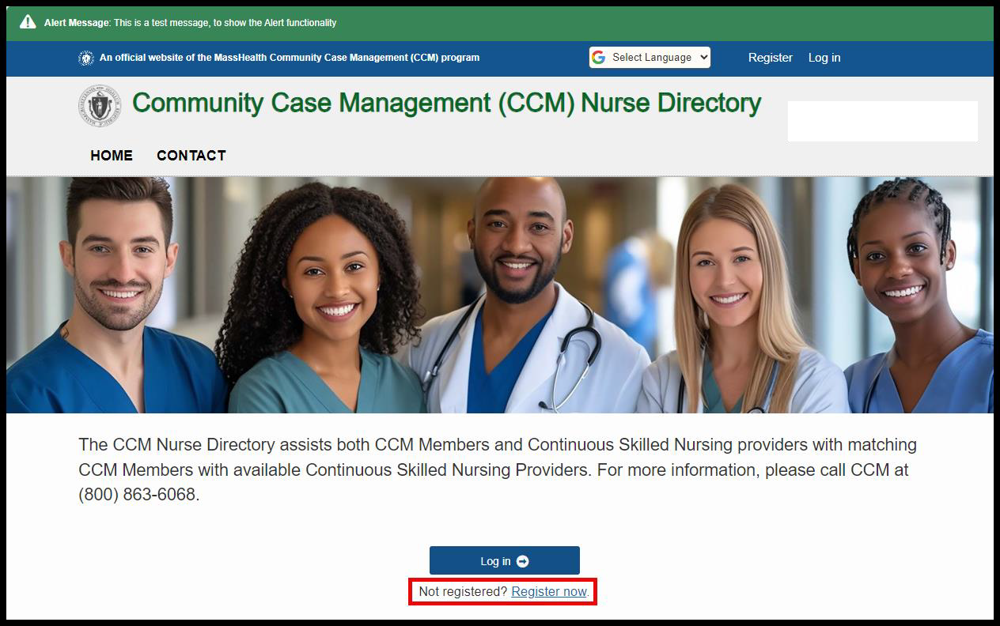 Alert Message: This is a test message, to show the Alert functionality
An official website of the MassHealth Community Case Management (CCM) program
Select Language
Register
Log in
Community Case Management (CCM) Nurse Directory
HOME
CONTACT
The CCM Nurse Directory assists both CCM Members and Continuous Skilled Nursing providers with matching
CCM Members with available Continuous Skilled Nursing Providers. For more information, please call CCM at
(800) 863-6068.
Log in
Not registered? Register now.